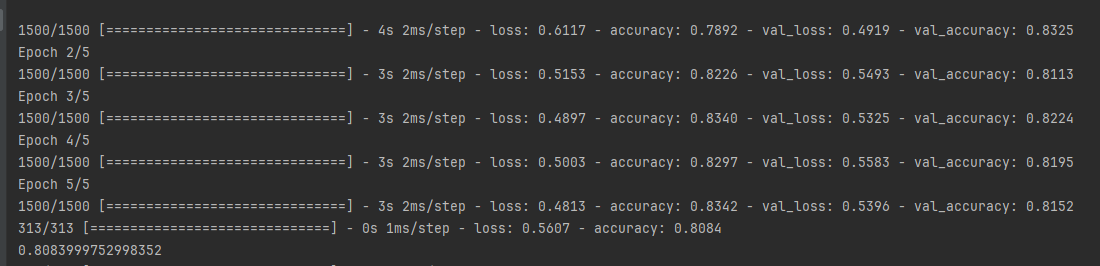 1500/1500 [==============================] - 4s 2ms/step - loss: 0.6117 - accuracy: 0.7892 - val_loss: 0.4919 - val_accuracy: 0.8325
Epoch 2/5
1500/1500 [==============================] - 3s 2ms/step - loss: 0.5153 - accuracy: 0.8226 - val_loss: 0.5493 - val_accuracy: 0.8113
Epoch 3/5
1500/1500 [==============================] - 3s 2ms/step - loss: 0.4897 - accuracy: 0.8340 - val_loss: 0.5325 - val_accuracy: 0.8224
Epoch 4/5
1500/1500 [==============================] - 3s 2ms/step - loss: 0.5003 - accuracy: 0.8297 - val_loss: 0.5583 - val_accuracy: 0.8195
Epoch 5/5
1500/1500 [==============================] - 3s 2ms/step - loss: 0.4813 - accuracy: 0.8342 - val_loss: 0.5396 - val_accuracy: 0.8152
313/313 [==============================] - 0s 1ms/step - loss: 0.5607 - accuracy: 0.8084
0.8083999752998352